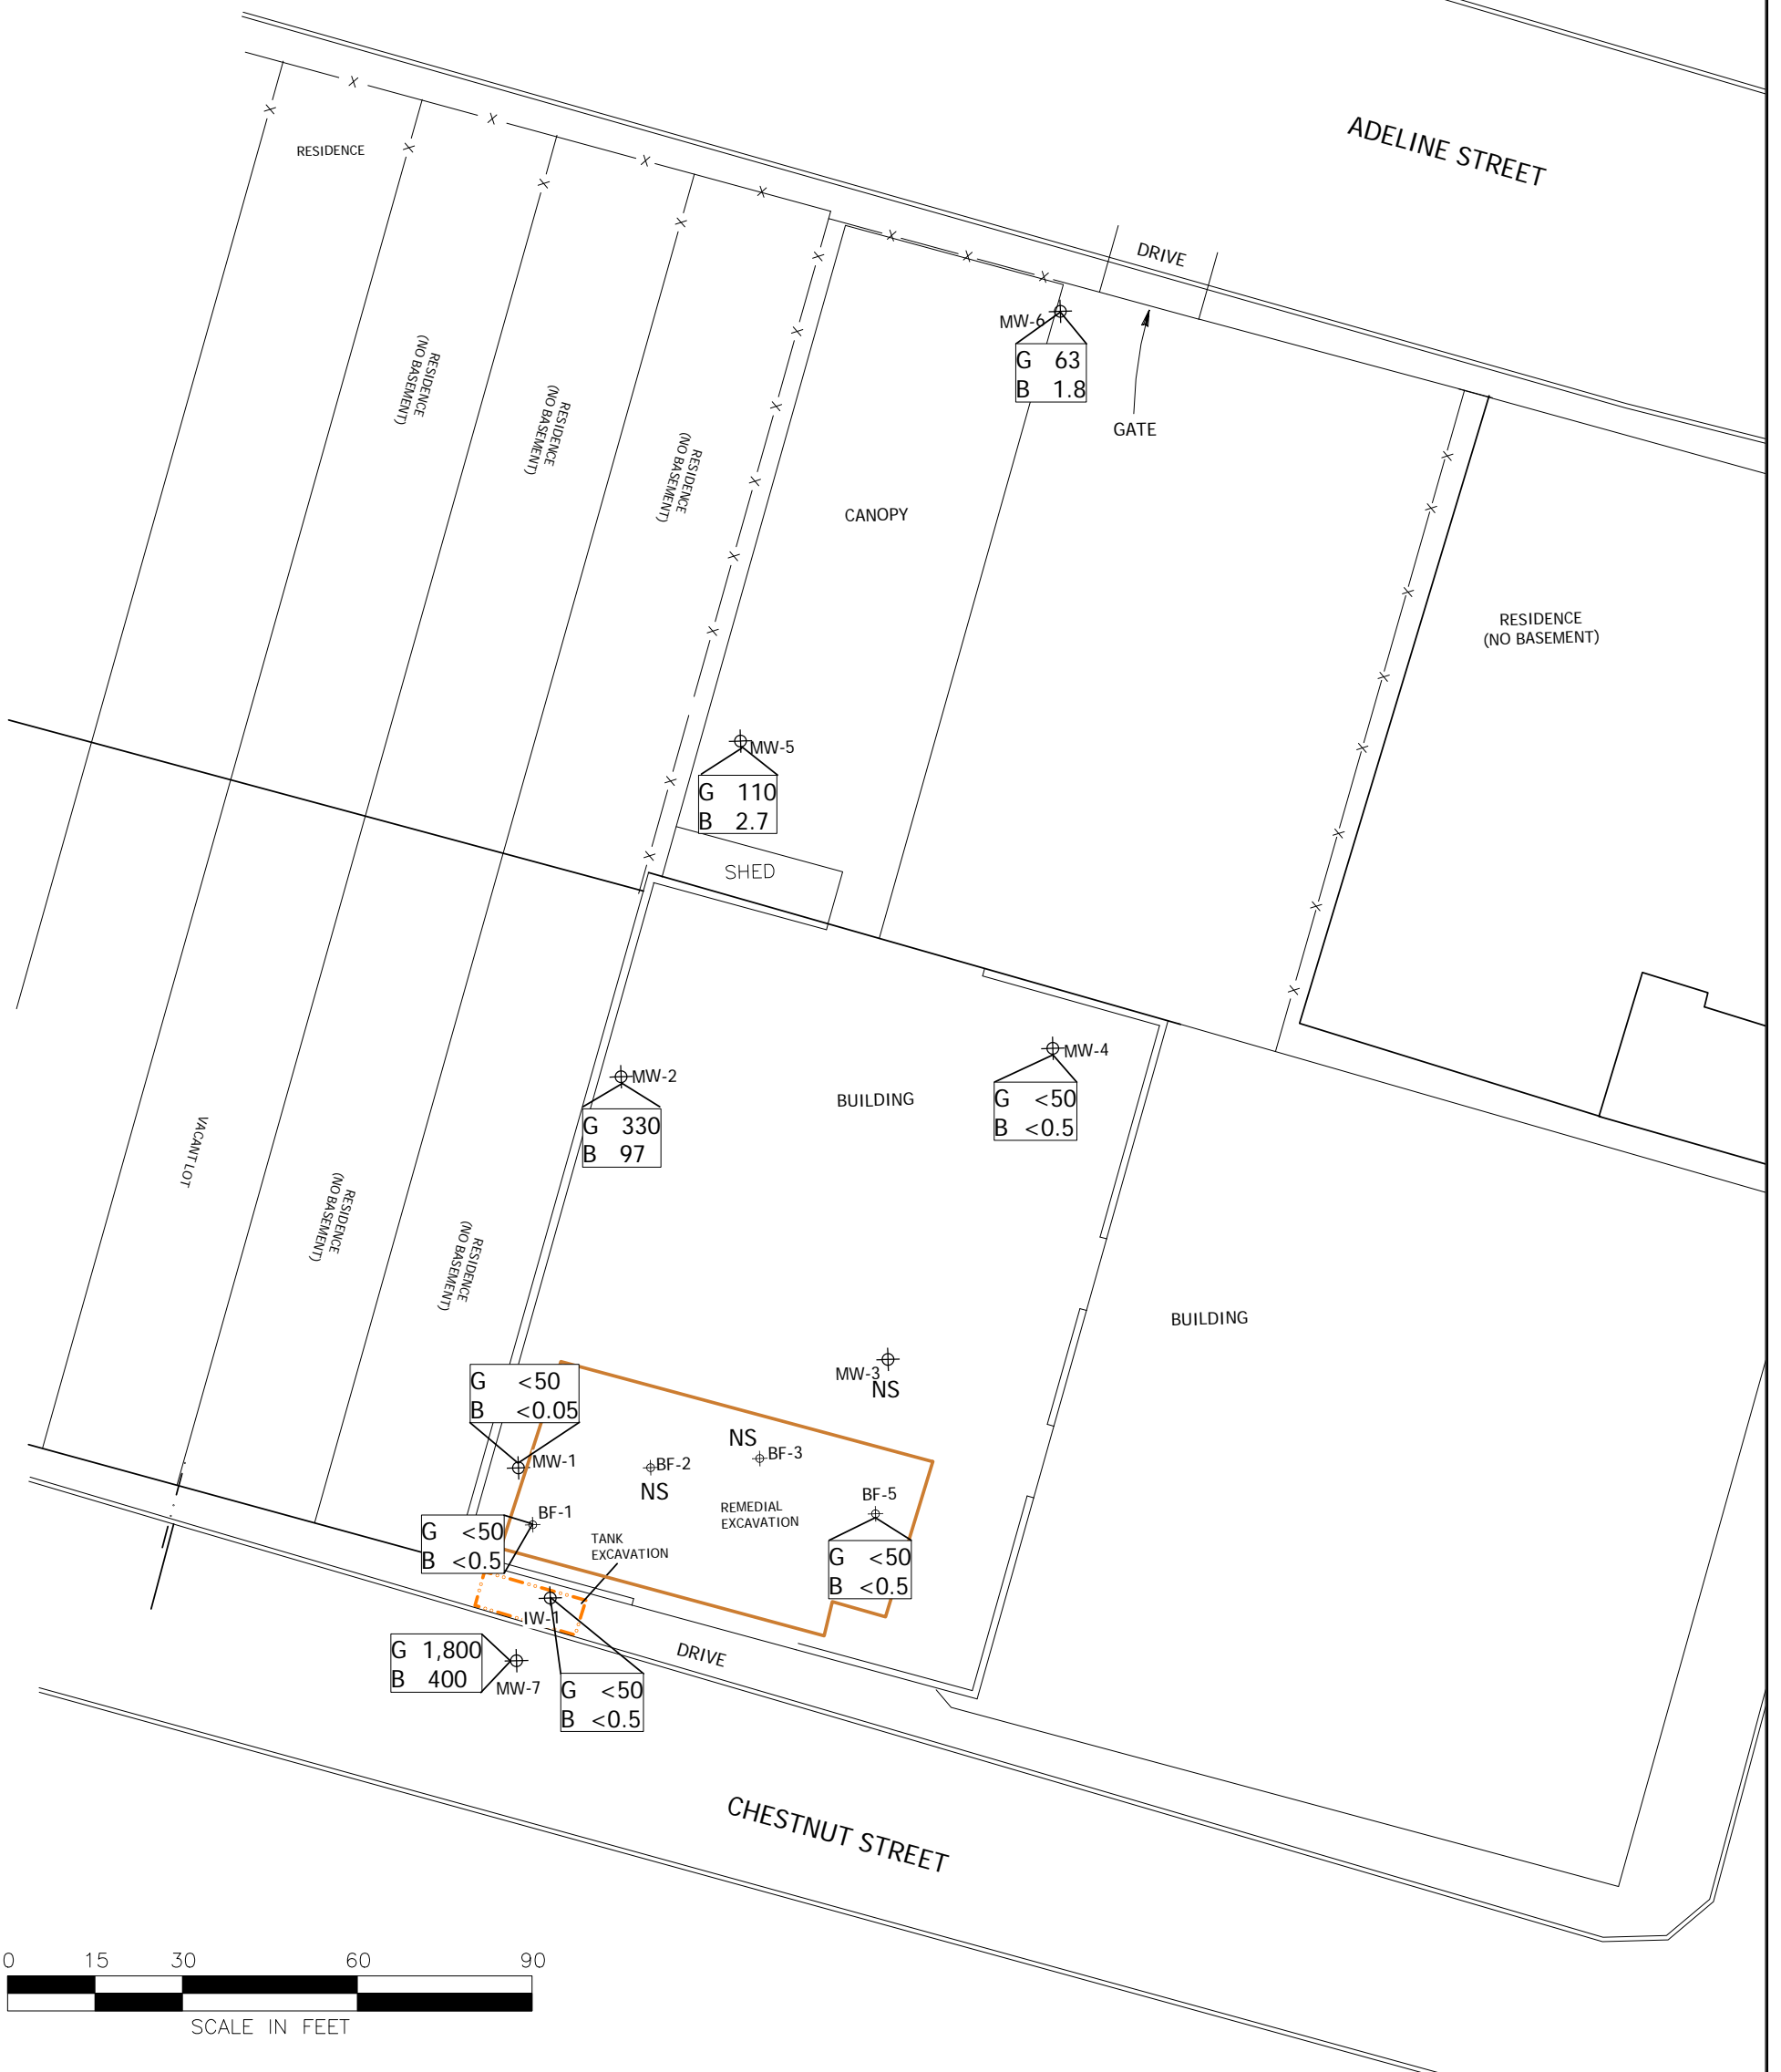 ADELINE STREET
RESIDENCE
DRIVE
MW-6
G 63
B 1.8
GATE
RESIDENCE
(NO BASEMENT)
RESIDENCE
(NO BASEMENT)
RESIDENCE
(NO BASEMENT)
CANOPY
RESIDENCE
(NO BASEMENT)
MW-5
G 110
B 2.7
SHED
MW-2
G 330
B 97
BUILDING
MW-4
G <50
B <0.5
VACANT LOT
RESIDENCE
(NO BASEMENT)
RESIDENCE
(NO BASEMENT)
BUILDING
MW-3
NS
G <50
B <0.05
MW-1
NS
BF-3
BF-2
NS
BF-1
G <50
B <0.5
REMEDIAL
EXCAVATION
BF-5
G <50
B <0.5
TANK
EXCAVATION
IW-1
G <50
B <0.5
G 1,800
B 400
MW-7
DRIVE
CHESTNUT STREET
0 15 30 60 90
SCALE IN FEET